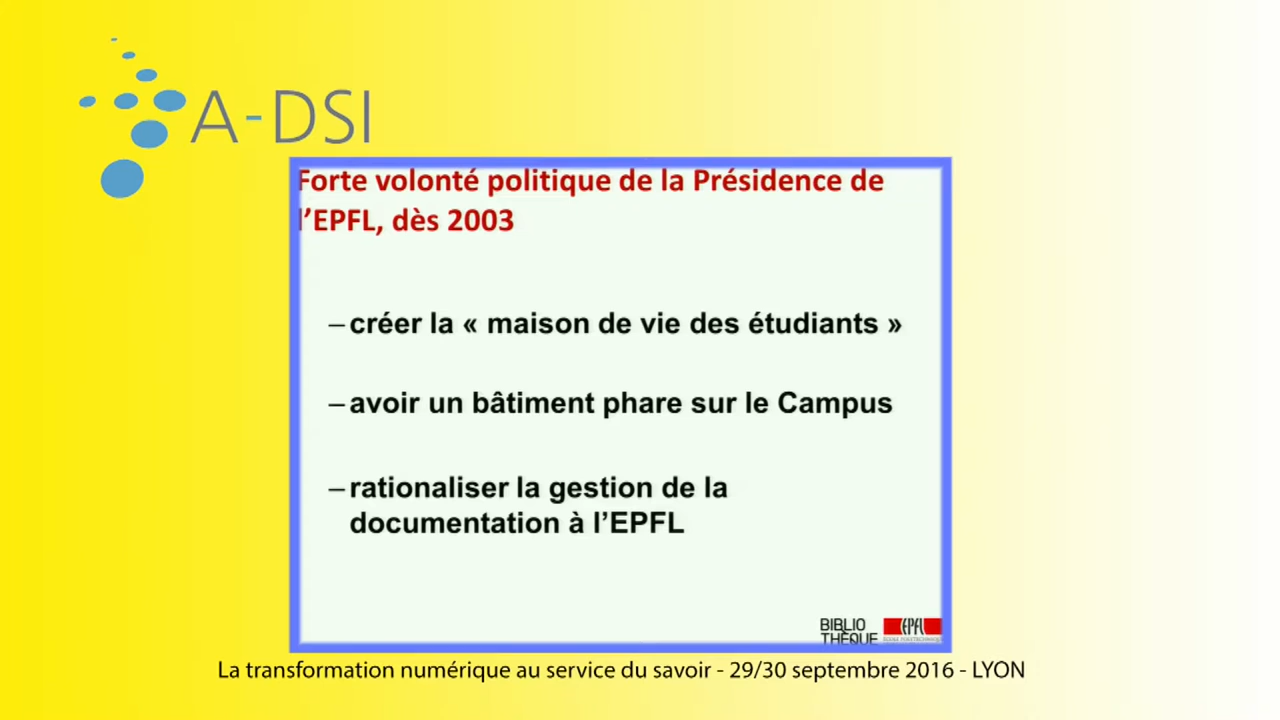 A-DSI
Forte volonté politique de la Présidence de
l’EPFL, dès 2003
– créer la « maison de vie des étudiants »
– avoir un bâtiment phare sur le Campus
– rationaliser la gestion de la
documentation à l’EPFL
BIBLIO
THÈQUE
EPFL
ÉCOLE POLYTECHNIQUE
La transformation numérique au service du savoir - 29/30 septembre 2016 - LYON